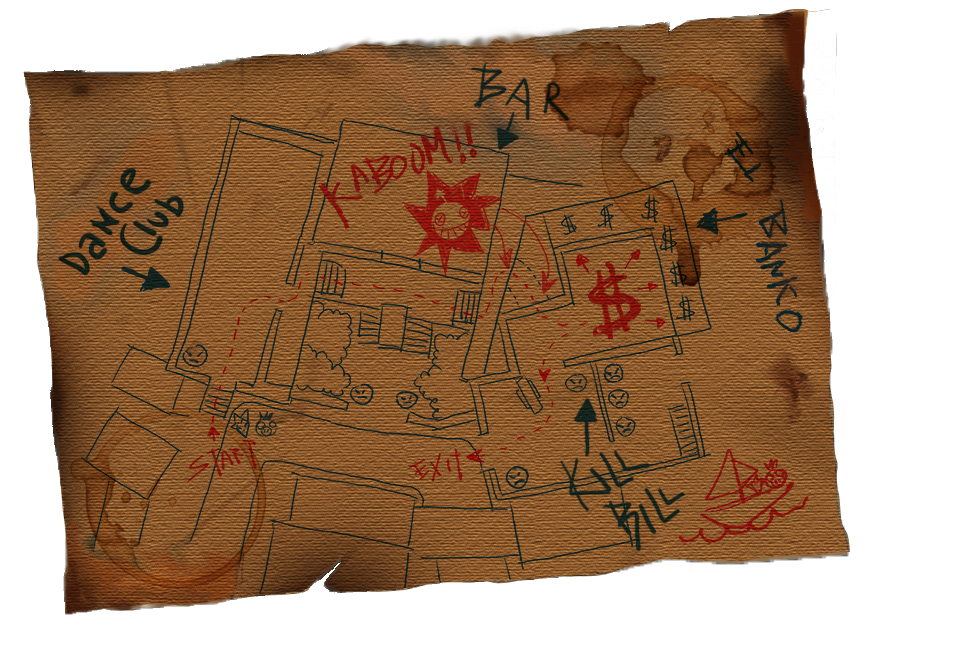 BAR
KABOOM!!
Dance
Club
EL
BANKO
$ $ $
$
$
$
$
START
EXIT
KILL
BILL